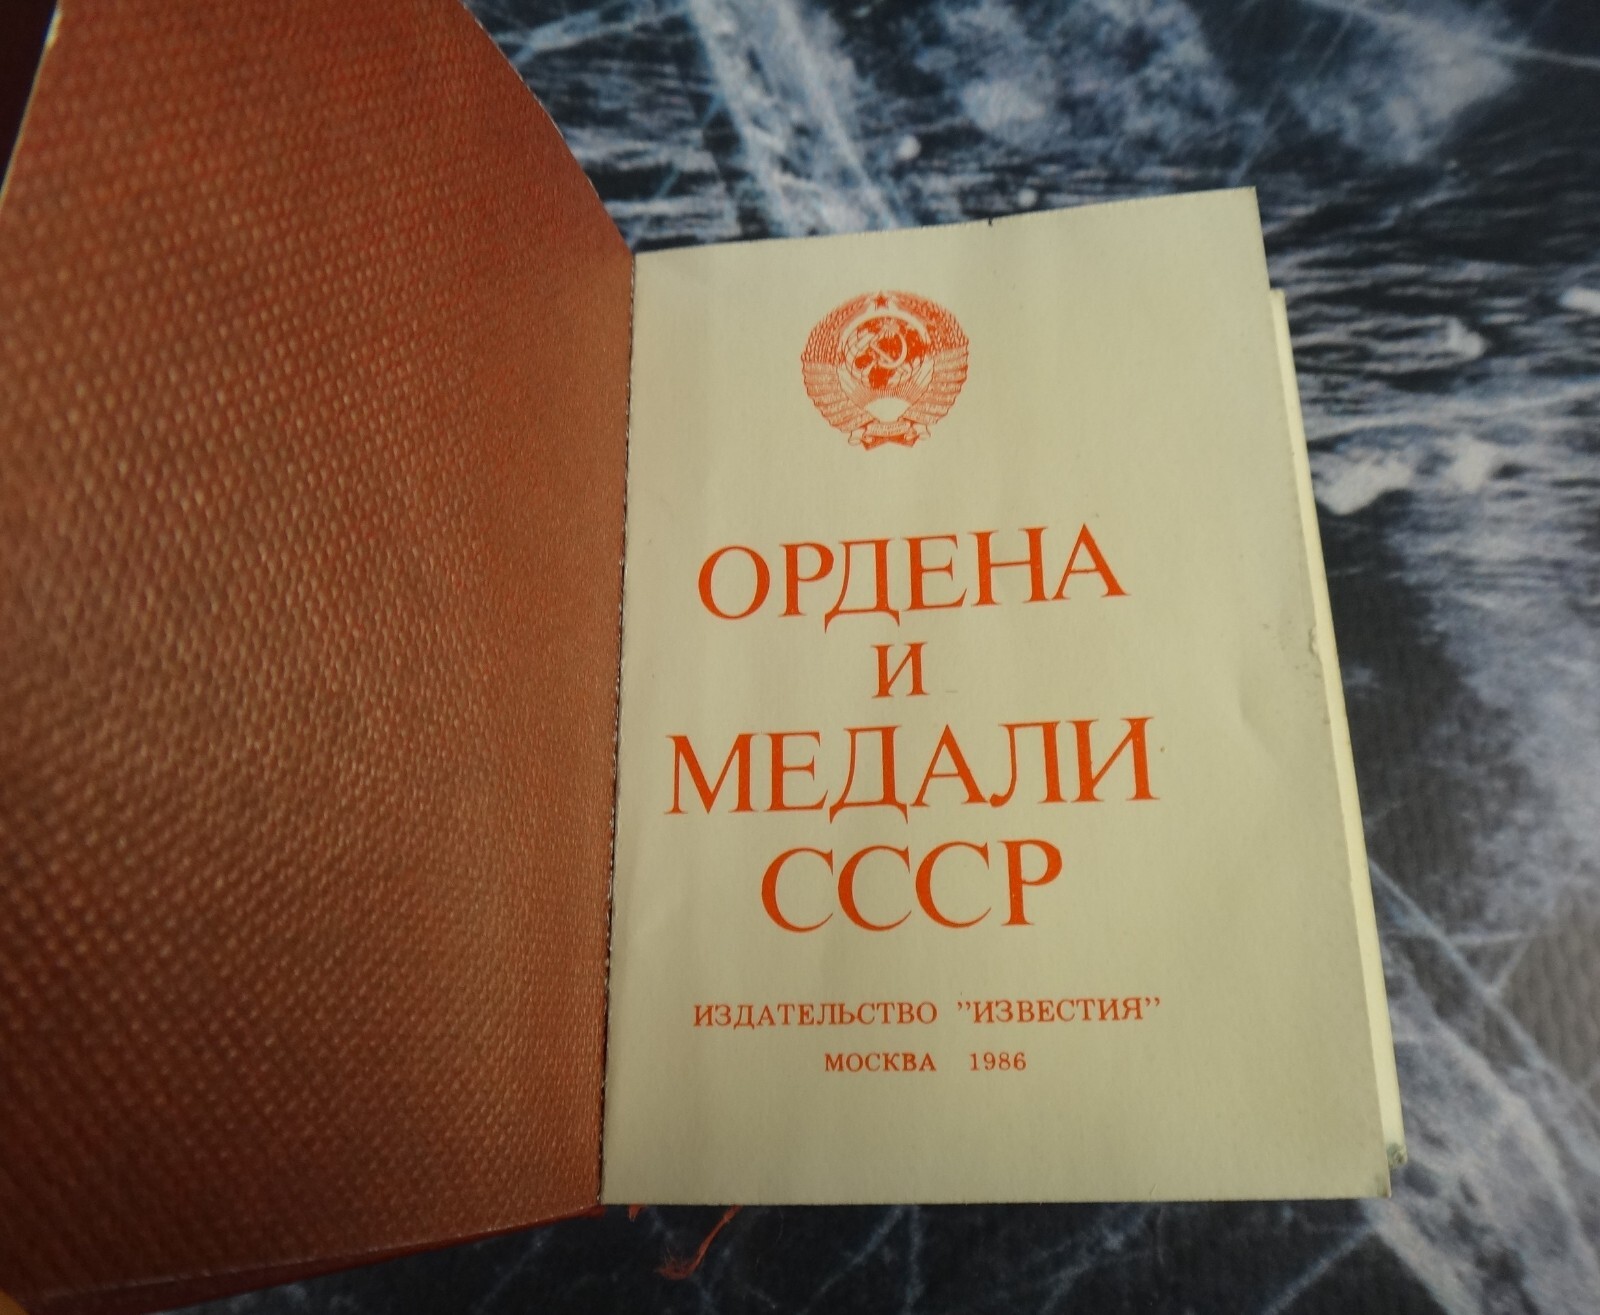 ОРДЕНА
И
МЕДАЛИ
СССР
ИЗДАТЕЛЬСТВО "ИЗВЕСТИЯ"
МОСКВА 1986